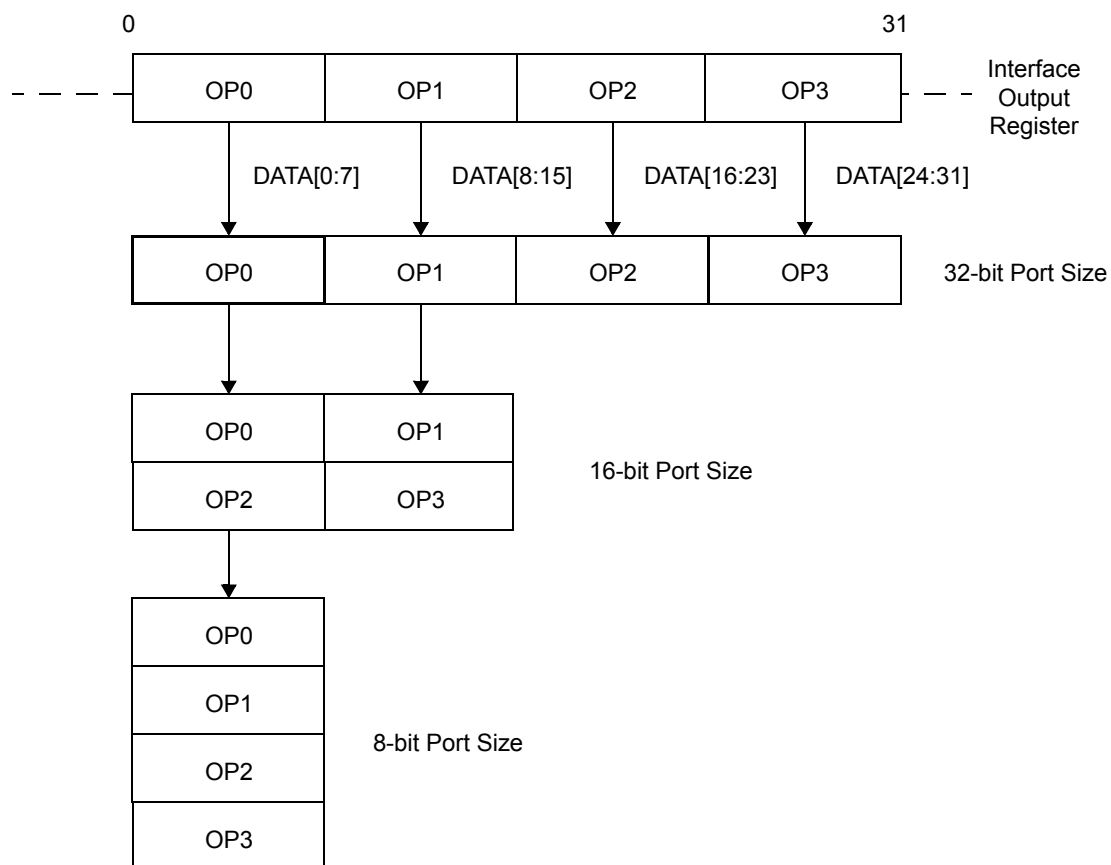 0 31
OP0 OP1 OP2 OP3
Interface
Output
Register
DATA[0:7] DATA[8:15] DATA[16:23] DATA[24:31]
OP0 OP1 OP2 OP3 32-bit Port Size
OP0 OP1
16-bit Port Size
OP2 OP3
OP0
OP1
8-bit Port Size
OP2
OP3